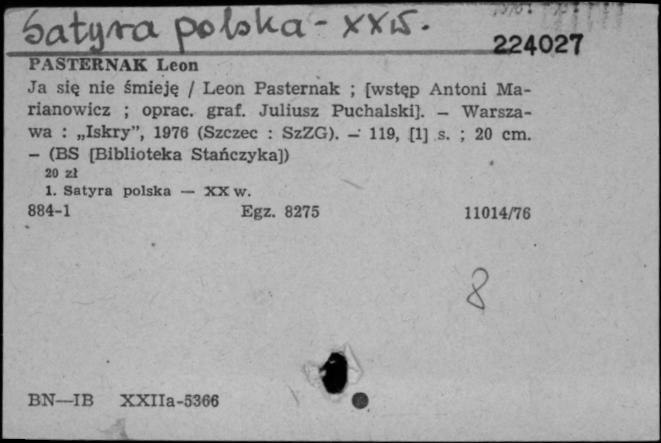 Satyra polska - XX w.
224027
PASTERNAK Leon
Ja się nie śmieję / Leon Pasternak ; [wstęp Antoni Ma-
rianowicz ; oprac. graf. Juliusz Puchalski]. — Warsza-
wa : „Iskry”, 1976 (Szczec : SzZG). — 119, [1] s. ; 20 cm.
— (BS [Biblioteka Stańczyka])
20 zł
1. Satyra polska — XX w.
884-1 Egz. 8275 11014/76
8
BN—IB XXIIa-5366